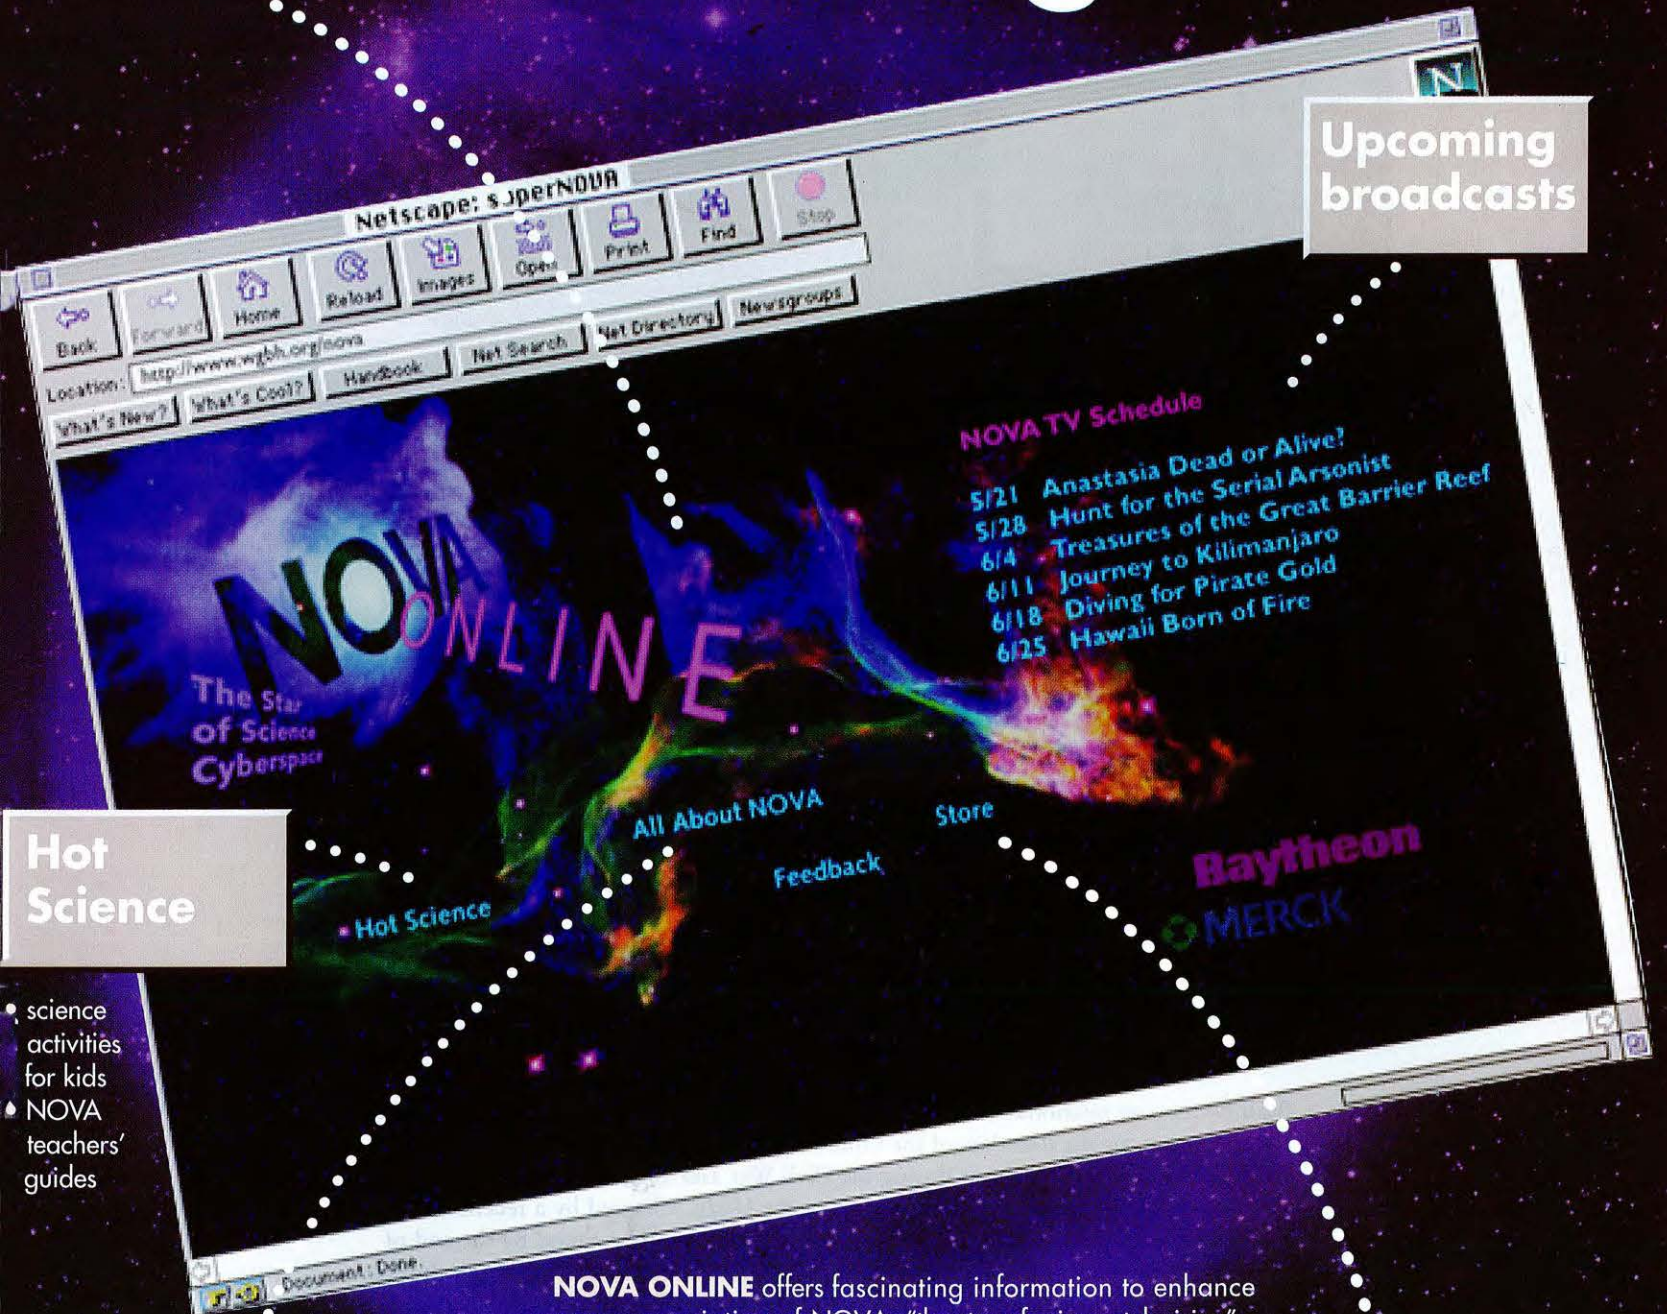 Upcoming
broadcasts
Netscape: superNOVA
Back
Forward
Home
Reload
Images
Open
Print
Find
Stop
Location: http://www.wgbh.org/nova
What's New?
What's Cool?
Handbook
Net Search
Net Directory
Newsgroups
N
NOVA
ONLINE
The Star
of Science
Cyberspace
NOVA TV Schedule
5/21 Anastasia Dead or Alive?
5/28 Hunt for the Serial Arsonist
6/4 Treasures of the Great Barrier Reef
6/11 Journey to Kilimanjaro
6/18 Diving for Pirate Gold
6/25 Hawaii Born of Fire
All About NOVA
Store
Feedback
Hot Science
Raytheon
MERCK
Hot
Science
• science
activities
for kids
• NOVA
teachers'
guides
Document: Done.
NOVA ONLINE offers fascinating information to enhance